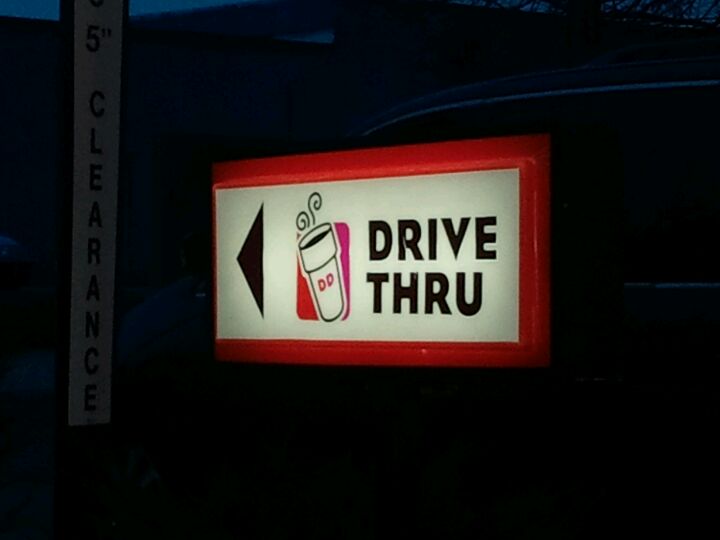 5" CLEARANCE
DD
DRIVE
THRU